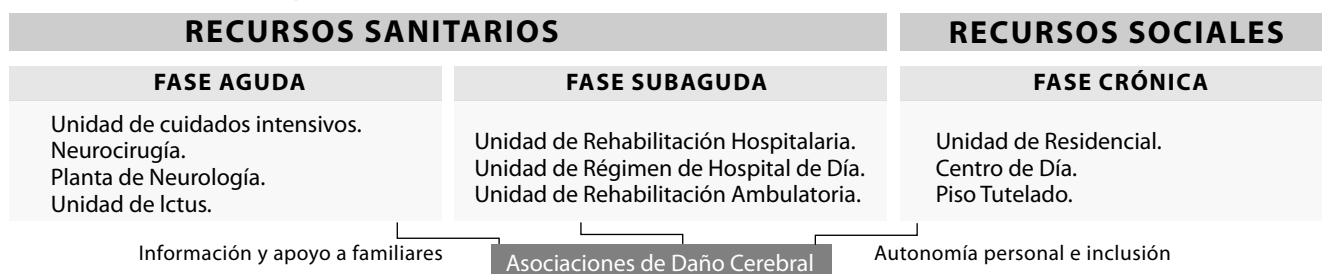 RECURSOS SANITARIOS
RECURSOS SOCIALES
FASE AGUDA
FASE SUBAGUDA
FASE CRÓNICA
Unidad de cuidados intensivos.
Neurocirugía.
Planta de Neurología.
Unidad de Ictus.
Unidad de Rehabilitación Hospitalaria.
Unidad de Régimen de Hospital de Día.
Unidad de Rehabilitación Ambulatoria.
Unidad de Residencial.
Centro de Día.
Piso Tutelado.
Información y apoyo a familiares
Asociaciones de Daño Cerebral
Autonomía personal e inclusión